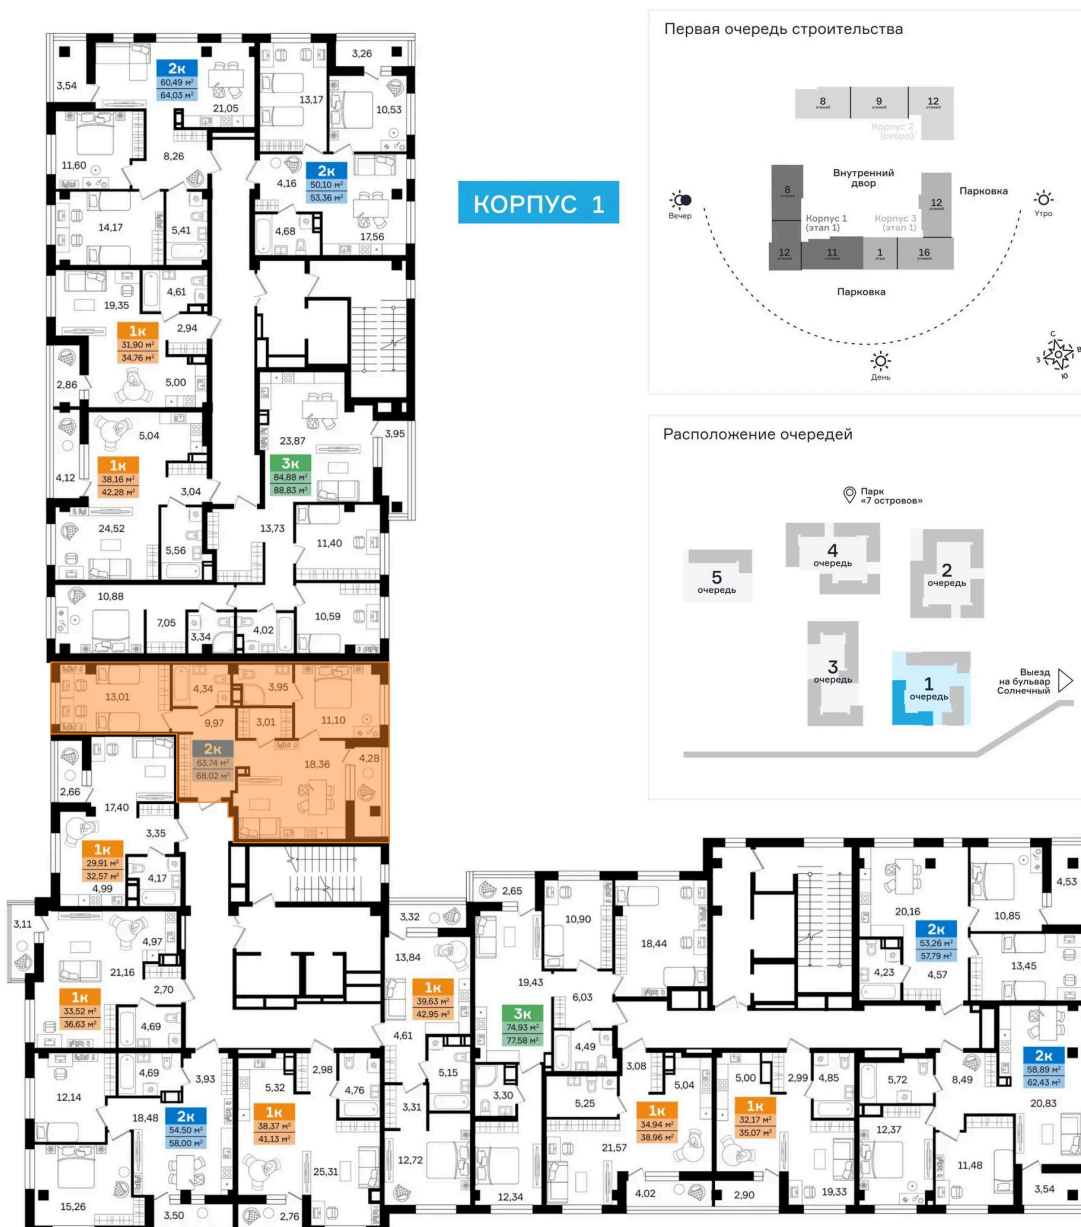 Первая очередь строительства
8
этажей
9
этажей
12
этажей
Корпус 2
(скоро)
Внутренний
двор
8
этажей
12
этажей
Парковка
Вечер
Утро
Корпус 1
(этап 1)
Корпус 3
(этап 1)
12
этажей
11
этажей
1
этаж
16
этажей
Парковка
День
С
В
Ю
З
КОРПУС 1
Расположение очередей
Парк
«7 островов»
5
очередь
4
очередь
2
очередь
3
очередь
1
очередь
Выезд
на бульвар
Солнечный
3,54
2к
60,49 м²
64,03 м²
21,05
11,60
8,26
14,17
5,41
13,17
3,26
10,53
4,16
2к
50,10 м²
53,36 м²
4,68
17,56
19,35
4,61
2,94
1к
31,90 м²
34,76 м²
2,86
5,00
5,04
4,12
1к
38,16 м²
42,28 м²
3,04
24,52
5,56
23,87
3,95
3к
84,88 м²
88,83 м²
13,73
11,40
10,88
7,05
3,34
4,02
10,59
13,01
4,34
3,95
11,10
9,97
3,01
2к
63,74 м²
68,02 м²
18,36
4,28
2,66
17,40
3,35
1к
29,91 м²
32,57 м²
4,17
4,99
3,11
4,97
21,16
2,70
1к
33,52 м²
36,63 м²
4,69
12,14
4,69
3,93
18,48
2к
54,50 м²
58,00 м²
15,26
3,50
5,32
2,98
4,76
1к
38,37 м²
41,13 м²
25,31
2,76
3,32
13,84
1к
39,63 м²
42,95 м²
4,61
5,15
3,31
12,72
2,65
10,90
18,44
19,43
6,03
3к
74,93 м²
77,58 м²
4,49
3,30
12,34
3,08
5,04
5,25
1к
34,94 м²
38,96 м²
21,57
4,02
5,00
2,99
4,85
1к
32,17 м²
35,07 м²
2,90
19,33
20,16
10,85
4,53
2к
53,26 м²
57,79 м²
4,23
4,57
13,45
5,72
8,49
2к
58,89 м²
62,43 м²
20,83
12,37
11,48
3,54